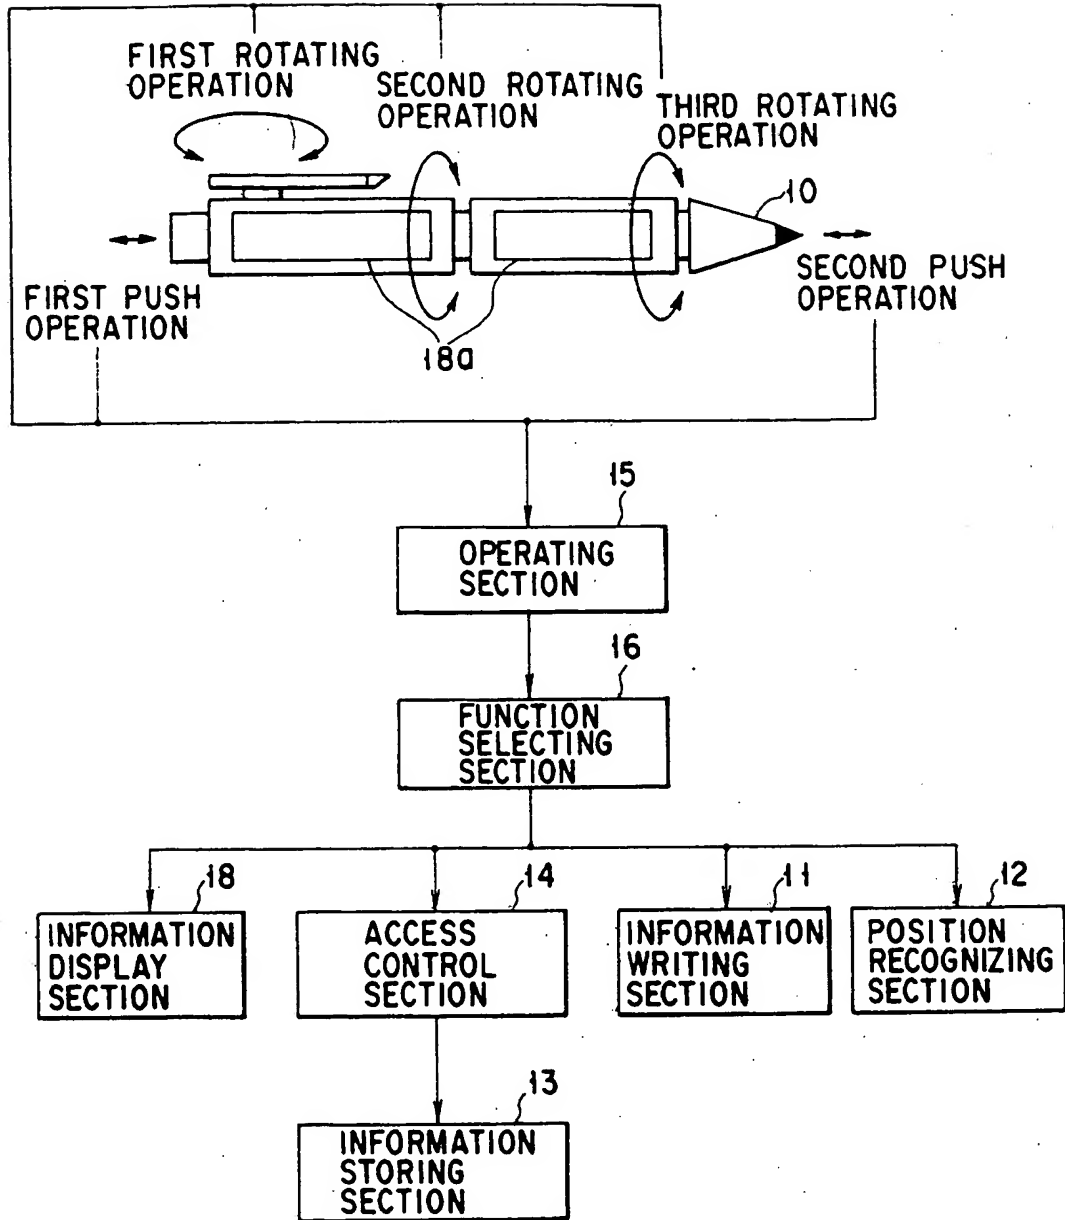 FIRST ROTATING
OPERATION
SECOND ROTATING
OPERATION
THIRD ROTATING
OPERATION
10
FIRST PUSH
OPERATION
SECOND PUSH
OPERATION
18a
15
OPERATING
SECTION
16
FUNCTION
SELECTING
SECTION
18
INFORMATION
DISPLAY
SECTION
14
ACCESS
CONTROL
SECTION
11
INFORMATION
WRITING
SECTION
12
POSITION
RECOGNIZING
SECTION
13
INFORMATION
STORING
SECTION